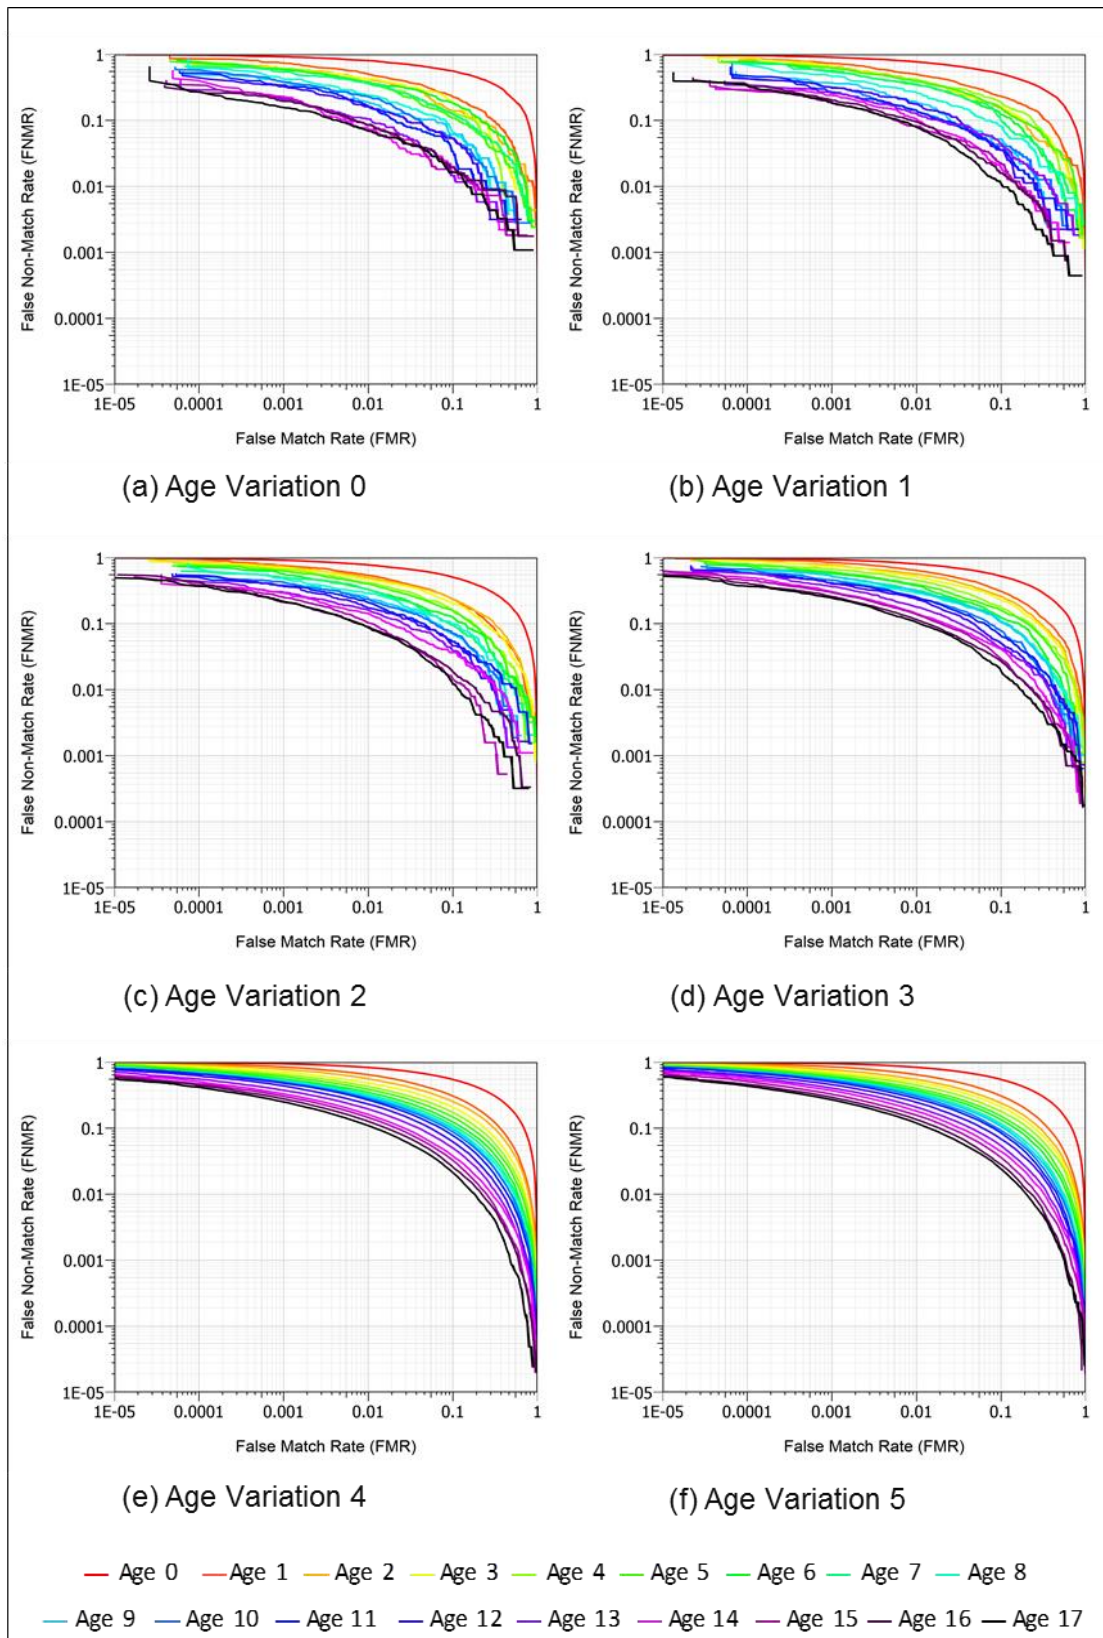 1
0.1
0.01
0.001
0.0001
1E-05
1E-05 0.0001 0.001 0.01 0.1 1
False Non-Match Rate (FNMR)
False Match Rate (FMR)
(a) Age Variation 0
1
0.1
0.01
0.001
0.0001
1E-05
1E-05 0.0001 0.001 0.01 0.1 1
False Non-Match Rate (FNMR)
False Match Rate (FMR)
(b) Age Variation 1
1
0.1
0.01
0.001
0.0001
1E-05
1E-05 0.0001 0.001 0.01 0.1 1
False Non-Match Rate (FNMR)
False Match Rate (FMR)
(c) Age Variation 2
1
0.1
0.01
0.001
0.0001
1E-05
1E-05 0.0001 0.001 0.01 0.1 1
False Non-Match Rate (FNMR)
False Match Rate (FMR)
(d) Age Variation 3
1
0.1
0.01
0.001
0.0001
1E-05
1E-05 0.0001 0.001 0.01 0.1 1
False Non-Match Rate (FNMR)
False Match Rate (FMR)
(e) Age Variation 4
1
0.1
0.01
0.001
0.0001
1E-05
1E-05 0.0001 0.001 0.01 0.1 1
False Non-Match Rate (FNMR)
False Match Rate (FMR)
(f) Age Variation 5
Age 0 Age 1 Age 2 Age 3 Age 4 Age 5 Age 6 Age 7 Age 8
Age 9 Age 10 Age 11 Age 12 Age 13 Age 14 Age 15 Age 16 Age 17